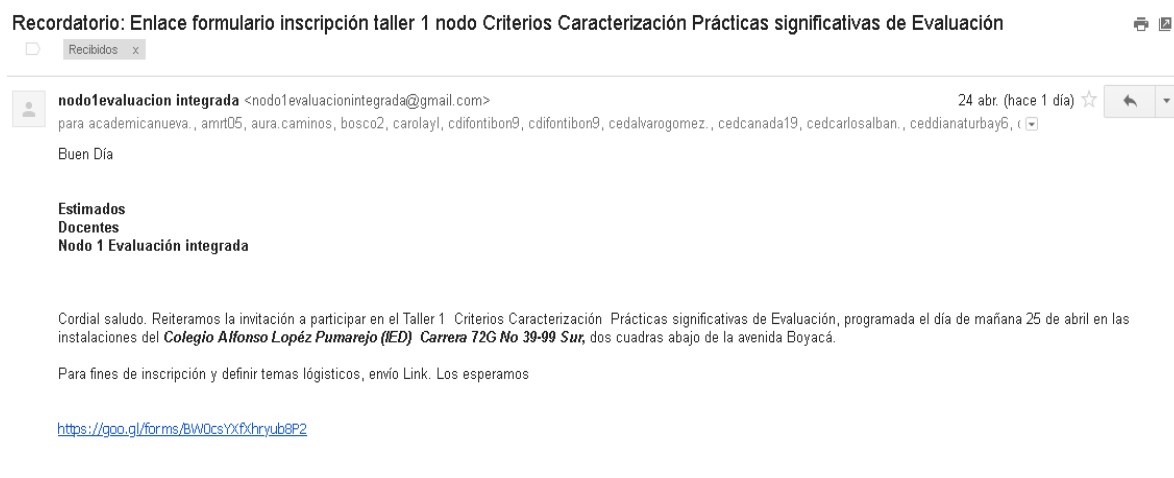 Recordatorio: Enlace formulario inscripción taller 1 nodo Criterios Caracterización Prácticas significativas de Evaluación
Recibidos x
nodo1evaluacion integrada <nodo1evaluacionintegrada@gmail.com>
24 abr. (hace 1 día)
para academicanueva., amrt05, aura.caminos, bosco2, carolayl, cdifontibon9, cdifontibon9, cedalvarogomez., cedcanada19, cedcarlosalban., ceddianaturbay6,
Buen Día
Estimados
Docentes
Nodo 1 Evaluación integrada
Cordial saludo. Reiteramos la invitación a participar en el Taller 1 Criterios Caracterización Prácticas significativas de Evaluación, programada el día de mañana 25 de abril en las
instalaciones del Colegio Alfonso Lopéz Pumarejo (IED) Carrera 72G No 39-99 Sur, dos cuadras abajo de la avenida Boyacá.
Para fines de inscripción y definir temas lógisticos, envío Link. Los esperamos
https://goo.gl/forms/BW0csYXfXhryub8P2